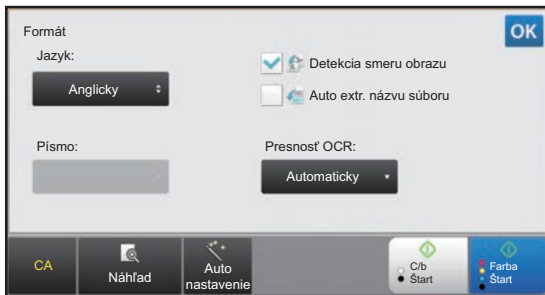 Formát
OK
Jazyk:
Anglicky
Detekcia smeru obrazu
Auto extr. názvu súboru
Písmo:
Presnosť OCR:
Automaticky
CA
Náhľad
Auto
nastavenie
C/b
Štart
Farba
Štart